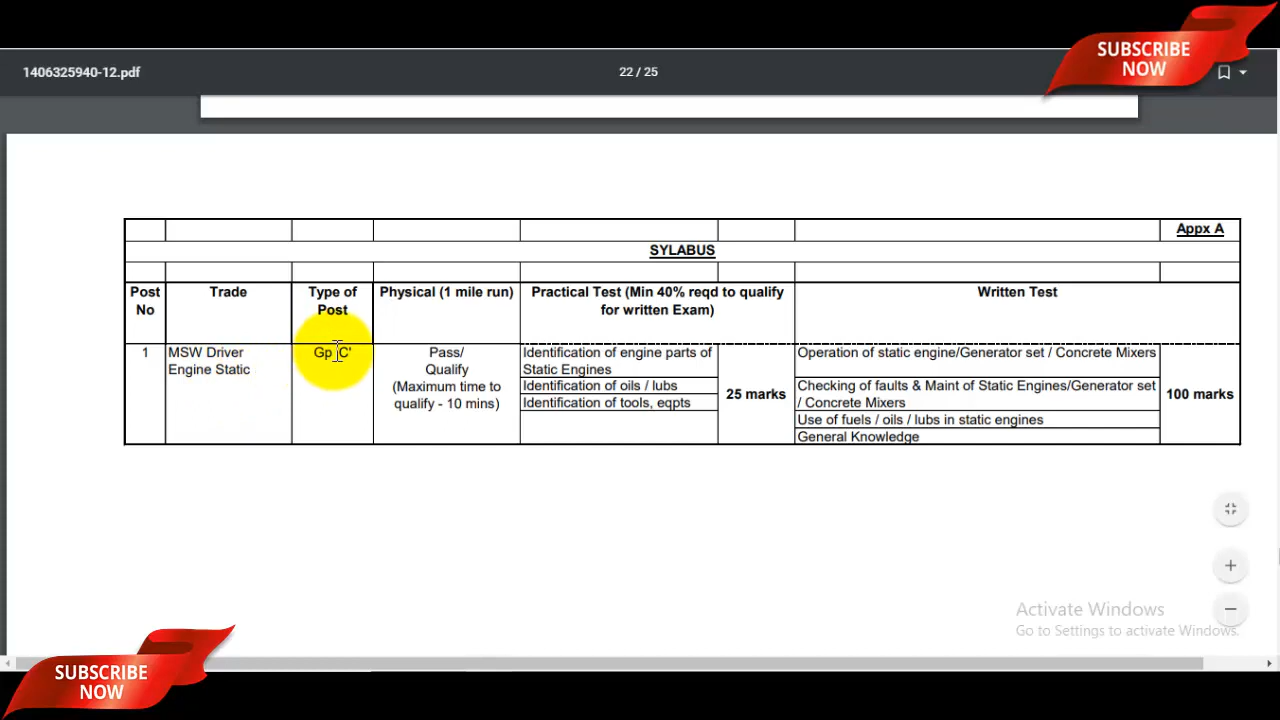 SUBSCRIBE
NOW
1406325940-12.pdf
22 / 25
Appx A
SYLABUS
Post No
Trade
Type of Post
Physical (1 mile run)
Practical Test (Min 40% reqd to qualify
for written Exam)
Written Test
1
MSW Driver
Engine Static
Gp 'C'
Pass/
Qualify
(Maximum time to
qualify - 10 mins)
Identification of engine parts of
Static Engines
Identification of oils / lubs
Identification of tools, eqpts
25 marks
Operation of static engine/Generator set / Concrete Mixers
Checking of faults & Maint of Static Engines/Generator set
/ Concrete Mixers
Use of fuels / oils / lubs in static engines
General Knowledge
100 marks
Activate Windows
Go to Settings to activate Windows.
SUBSCRIBE
NOW